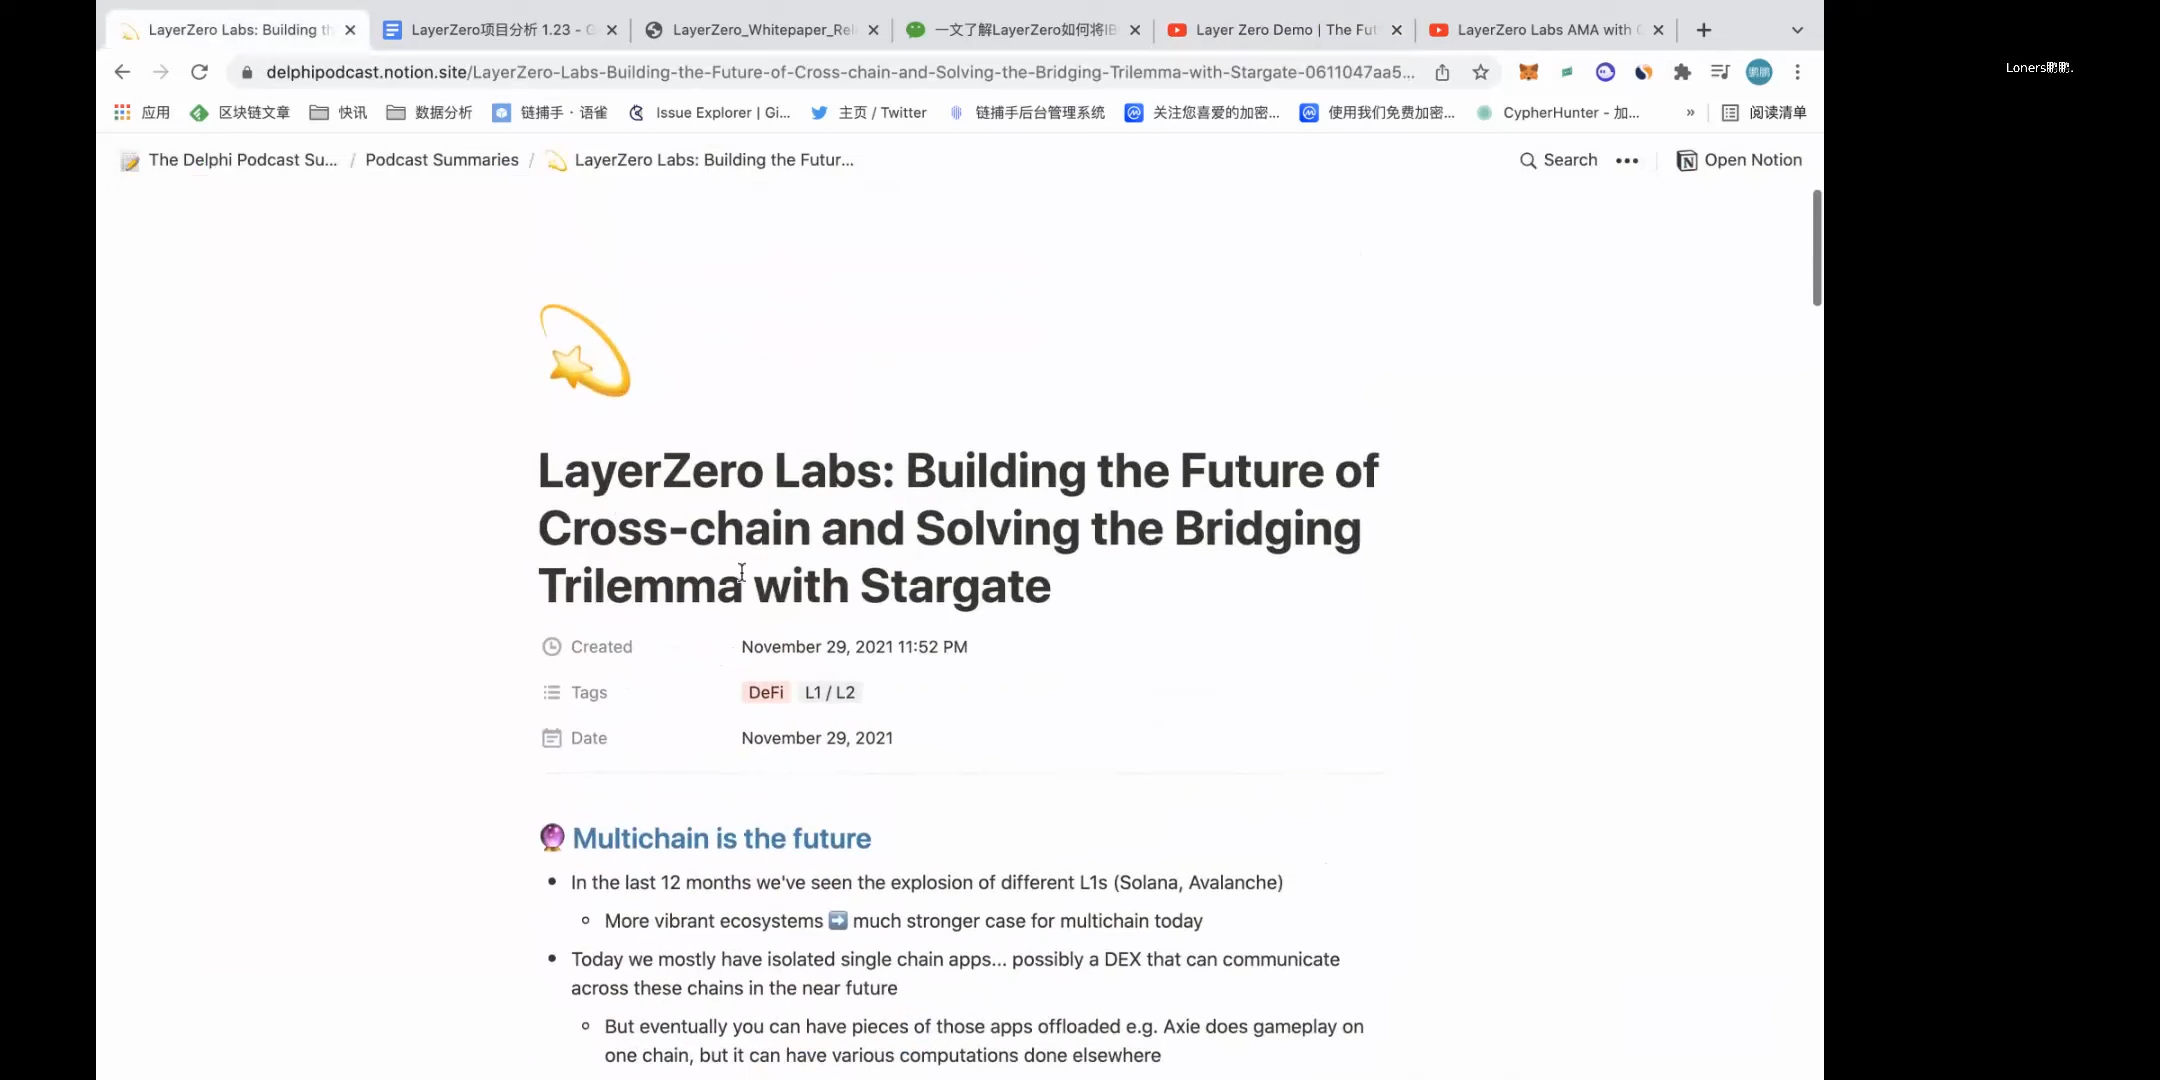 LayerZero Labs: Building th
LayerZero项目分析 1.23 - G
LayerZero_Whitepaper_Rel
一文了解LayerZero如何将IB
Layer Zero Demo | The Fut
LayerZero Labs AMA with C
delphipodcast.notion.site/LayerZero-Labs-Building-the-Future-of-Cross-chain-and-Solving-the-Bridging-Trilemma-with-Stargate-0611047aa5...
鹏鹏
应用
区块链文章
快讯
数据分析
链捕手 · 语雀
Issue Explorer | Gi...
主页 / Twitter
链捕手后台管理系统
关注您喜爱的加密...
使用我们免费加密...
CypherHunter - 加...
»
阅读清单
The Delphi Podcast Su... / Podcast Summaries / LayerZero Labs: Building the Futur...
Search
Open Notion
LayerZero Labs: Building the Future of
Cross-chain and Solving the Bridging
Trilemma with Stargate
Created November 29, 2021 11:52 PM
Tags DeFi L1 / L2
Date November 29, 2021
Multichain is the future
• In the last 12 months we've seen the explosion of different L1s (Solana, Avalanche)
◦ More vibrant ecosystems ➡️ much stronger case for multichain today
• Today we mostly have isolated single chain apps... possibly a DEX that can communicate
across these chains in the near future
◦ But eventually you can have pieces of those apps offloaded e.g. Axie does gameplay on
one chain, but it can have various computations done elsewhere
Loners鹏鹏.